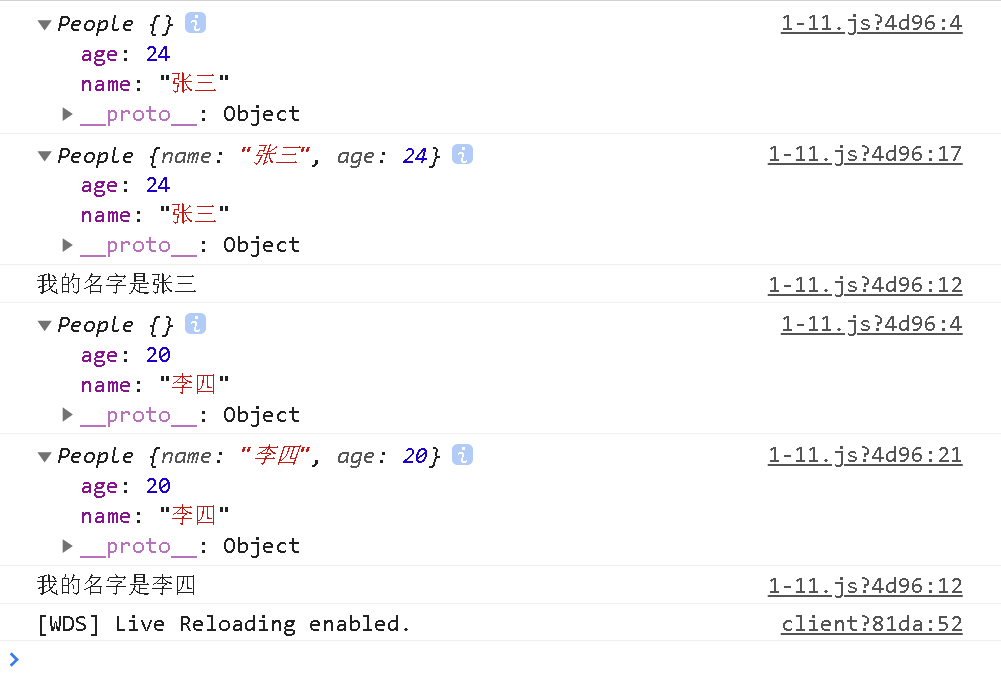 People {} i 1-11.js?4d96:4
age: 24
name: "张三"
__proto__: Object
People {name: "张三", age: 24} i 1-11.js?4d96:17
age: 24
name: "张三"
__proto__: Object
我的名字是张三 1-11.js?4d96:12
People {} i 1-11.js?4d96:4
age: 20
name: "李四"
__proto__: Object
People {name: "李四", age: 20} i 1-11.js?4d96:21
age: 20
name: "李四"
__proto__: Object
我的名字是李四 1-11.js?4d96:12
[WDS] Live Reloading enabled. client?81da:52